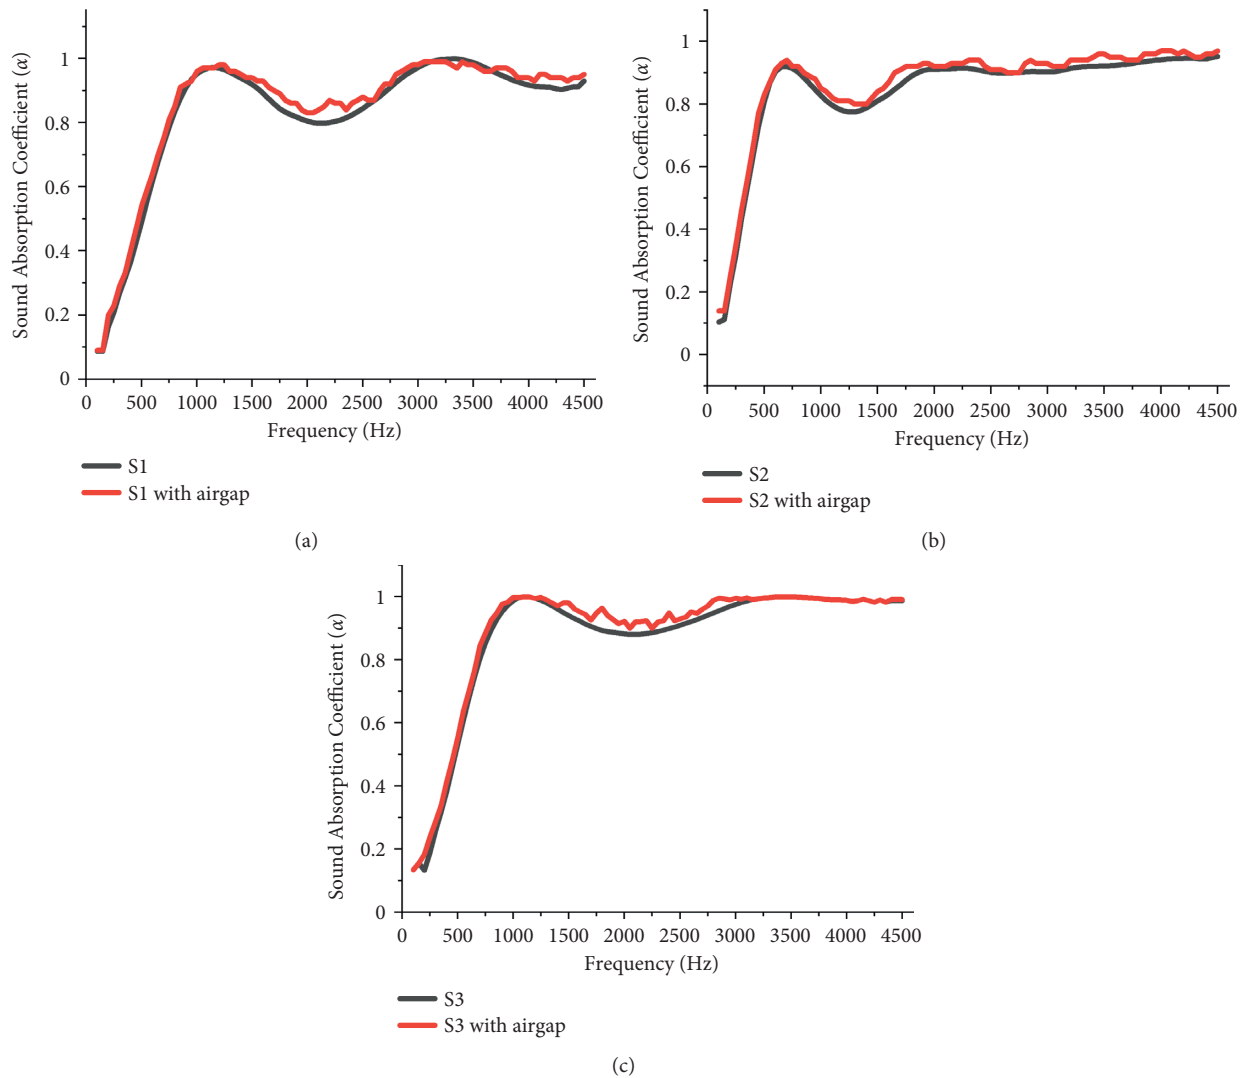 Sound Absorption Coefficient (α)
1
0.8
0.6
0.4
0.2
0
0 500 1000 1500 2000 2500 3000 3500 4000 4500
Frequency (Hz)
S1
S1 with airgap
(a)
Sound Absorption Coefficient (α)
1
0.8
0.6
0.4
0.2
0
0 500 1000 1500 2000 2500 3000 3500 4000 4500
Frequency (Hz)
S2
S2 with airgap
(b)
Sound Absorption Coefficient (α)
1
0.8
0.6
0.4
0.2
0
0 500 1000 1500 2000 2500 3000 3500 4000 4500
Frequency (Hz)
S3
S3 with airgap
(c)